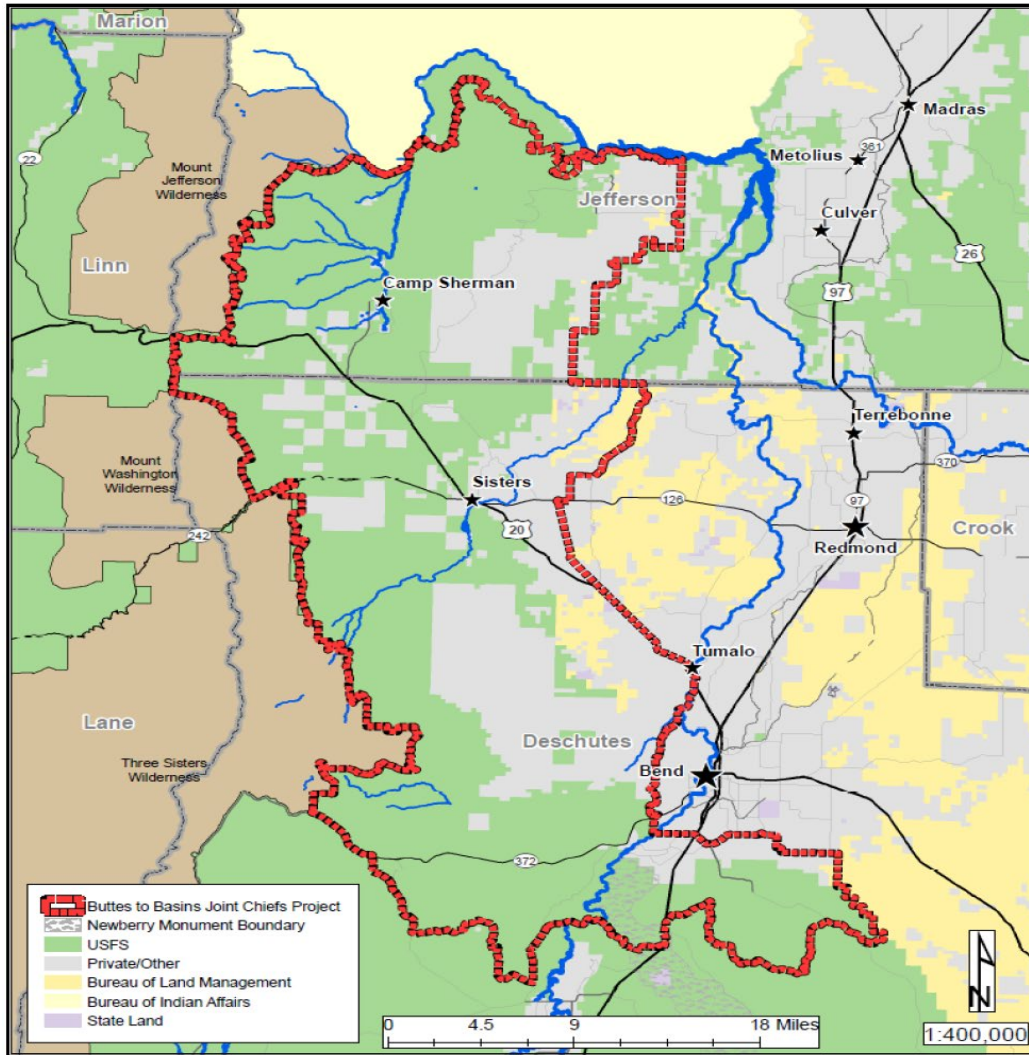 Marion
Madras
22
Metolius
361
Mount
Jefferson
Wilderness
Jefferson
Culver
Linn
26
Camp Sherman
97
Terrebonne
Mount
Washington
Wilderness
370
Sisters
126
97
20
Crook
242
Redmond
Tumalo
Lane
Deschutes
Three Sisters
Wilderness
Bend
372
Buttes to Basins Joint Chiefs Project
Newberry Monument Boundary
USFS
Private/Other
Bureau of Land Management
Bureau of Indian Affairs
State Land
N
0 4.5 9 18 Miles
1:400,000